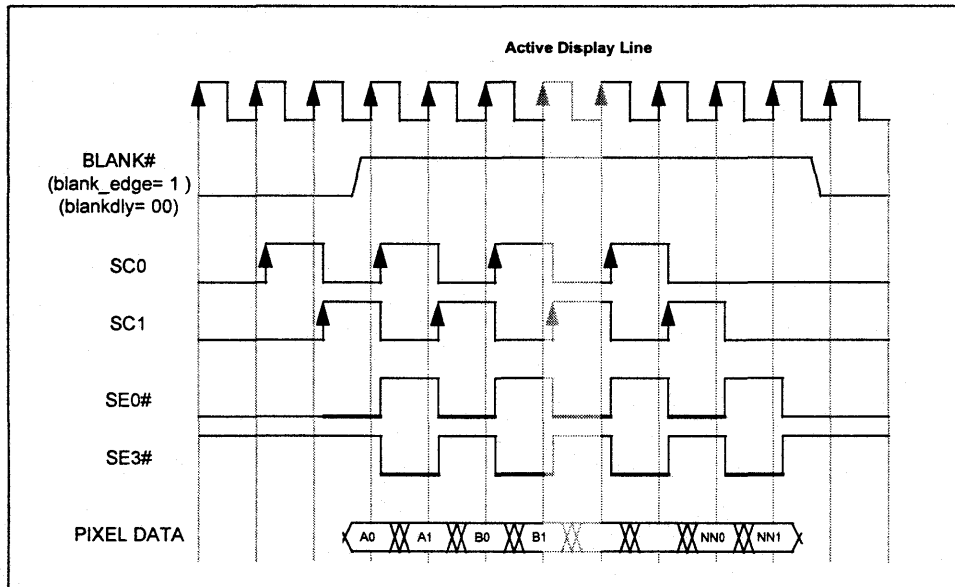 Active Display Line
BLANK#
(blank_edge= 1 )
(blankdly= 00)
SC0
SC1
SE0#
SE3#
PIXEL DATA
A0 A1 B0 B1 NN0 NN1